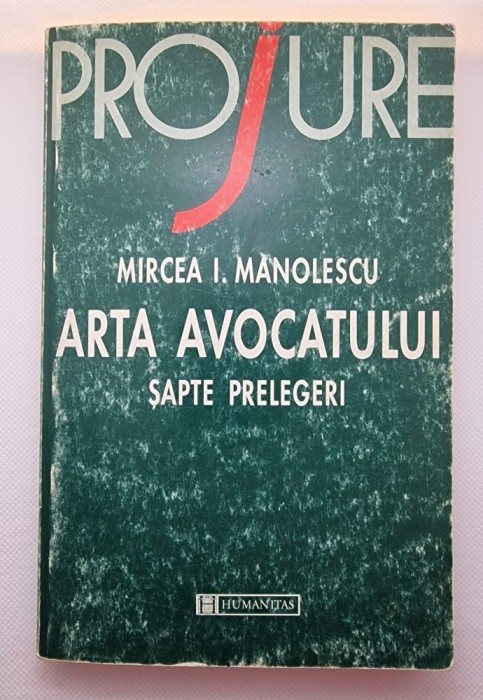 PROjURE
MIRCEA I. MANOLESCU
ARTA AVOCATULUI
ŞAPTE PRELEGERI
HUMANITAS